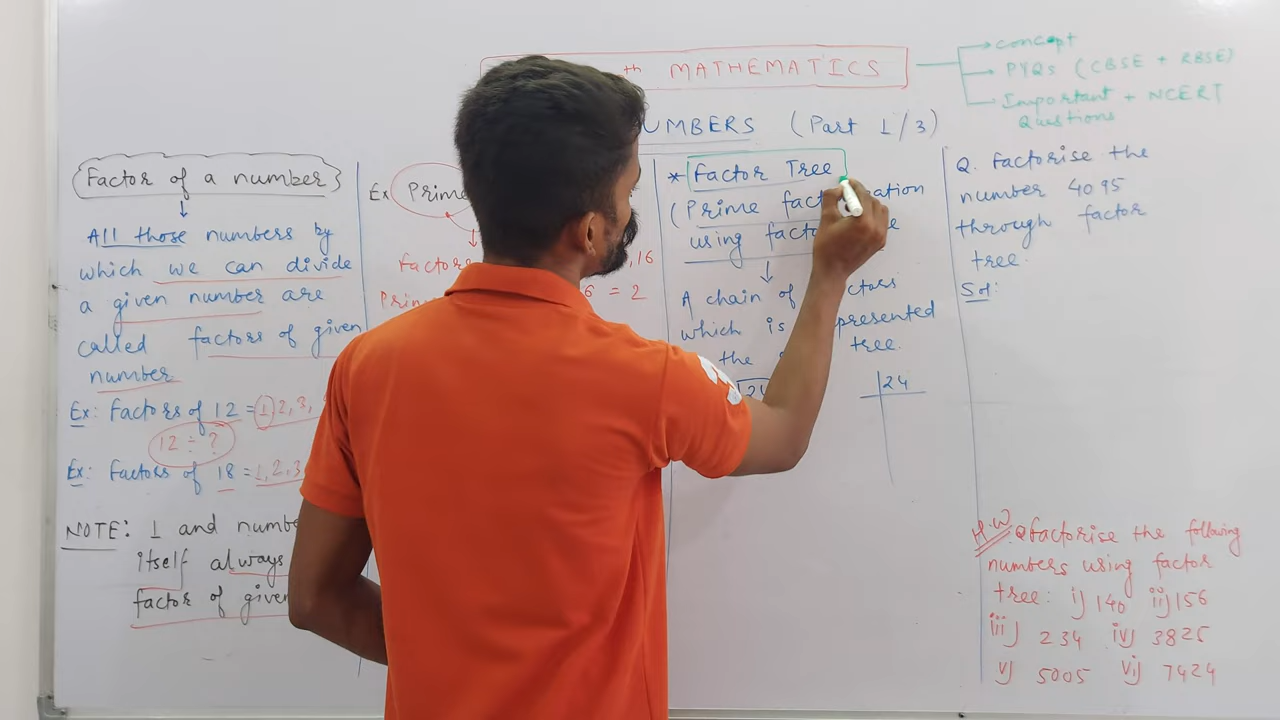 th MATHEMATICS
concept
PYQs (CBSE + RBSE)
Important + NCERT
Questions
UMBERS (Part 1/3)
Factor of a number
All those numbers by
which we can divide
a given number are
called factors of given
number
Ex: Factors of 12 = 1, 2, 3,
12 ÷ ?
Ex: Factors of 18 = 1, 2, 3
NOTE: 1 and numbe
itself always
factor of given
Ex Prime
factors
16
Prim
6 = 2
* Factor Tree
(Prime fact ation
using facto e
A chain of ctors
which is presented
the
tree.
24
24
Q. Factorise the
number 4095
through factor
tree.
Sol:
H.W Q factorise the following
numbers using factor
tree: i) 140 ii) 156
iii) 234 iv) 3825
v) 5005 vi) 7424